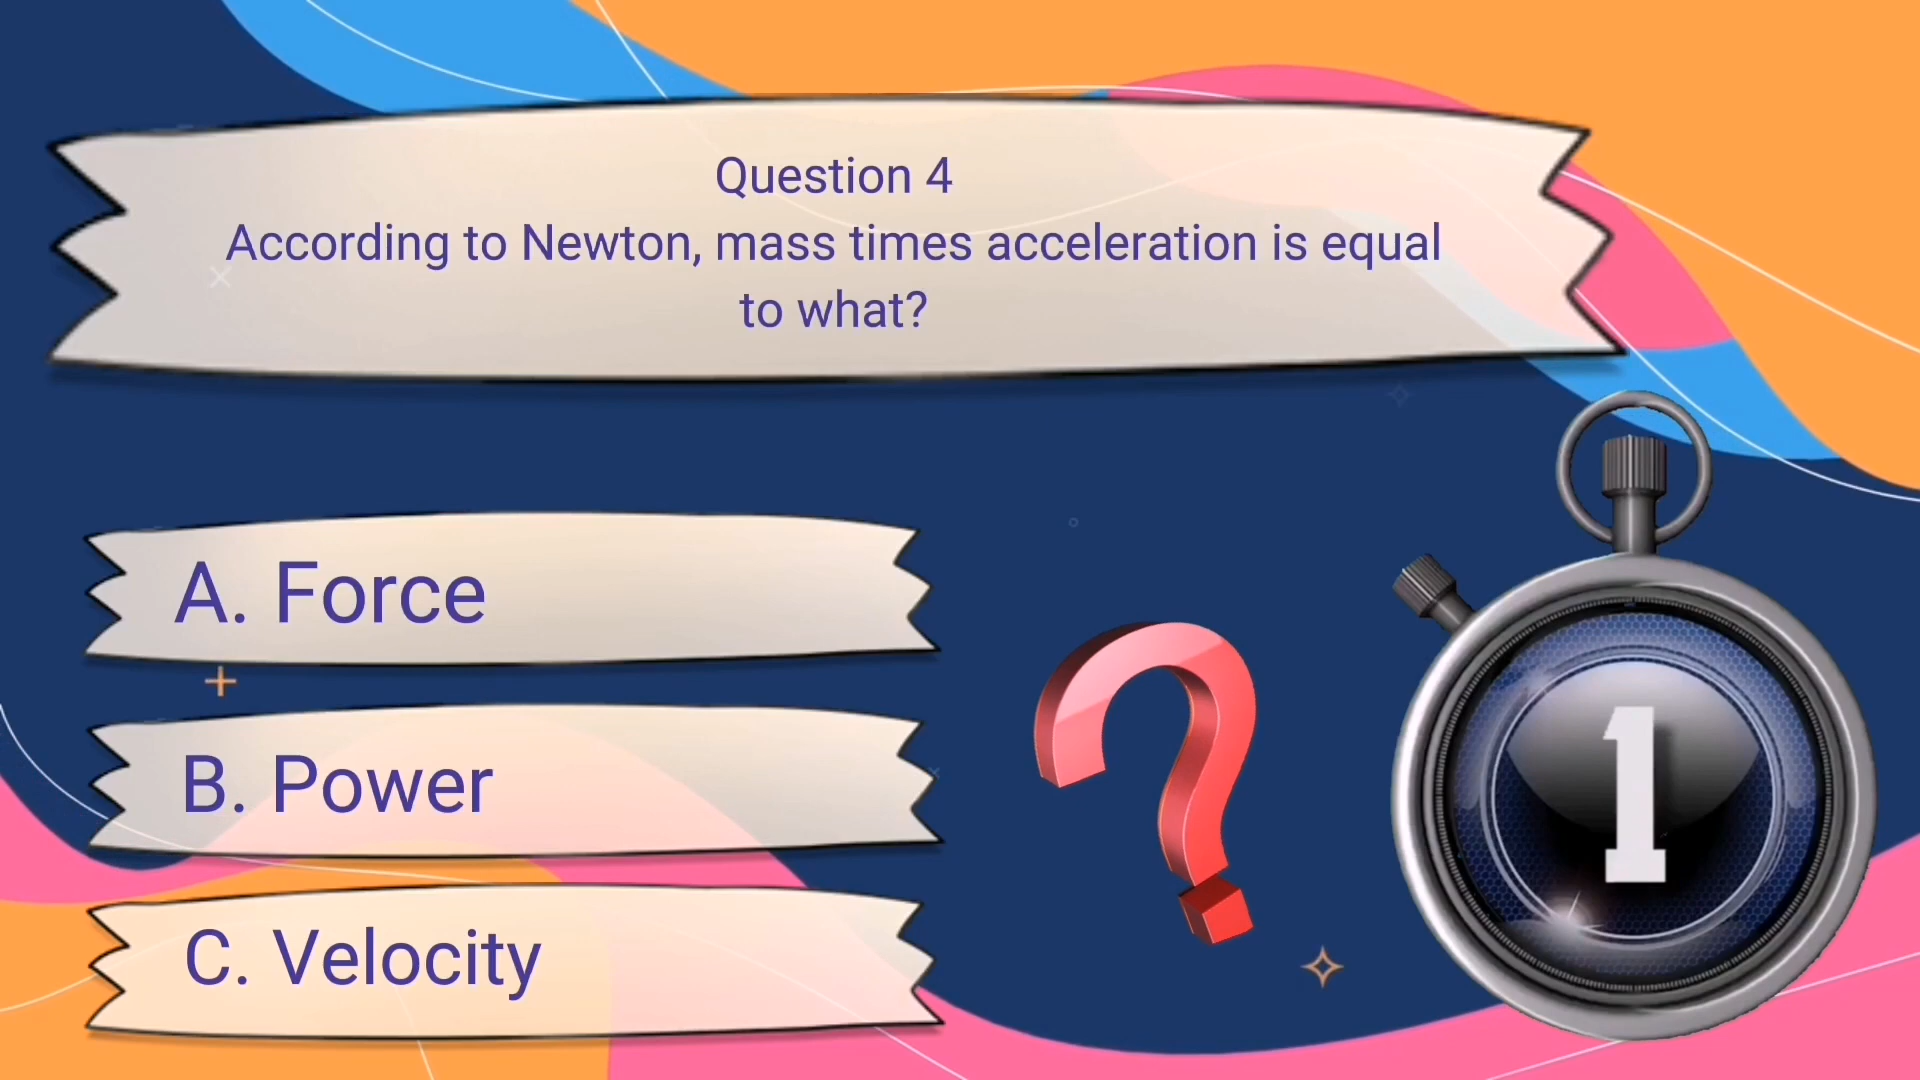 Question 4
According to Newton, mass times acceleration is equal
to what?
A. Force
B. Power
C. Velocity
1